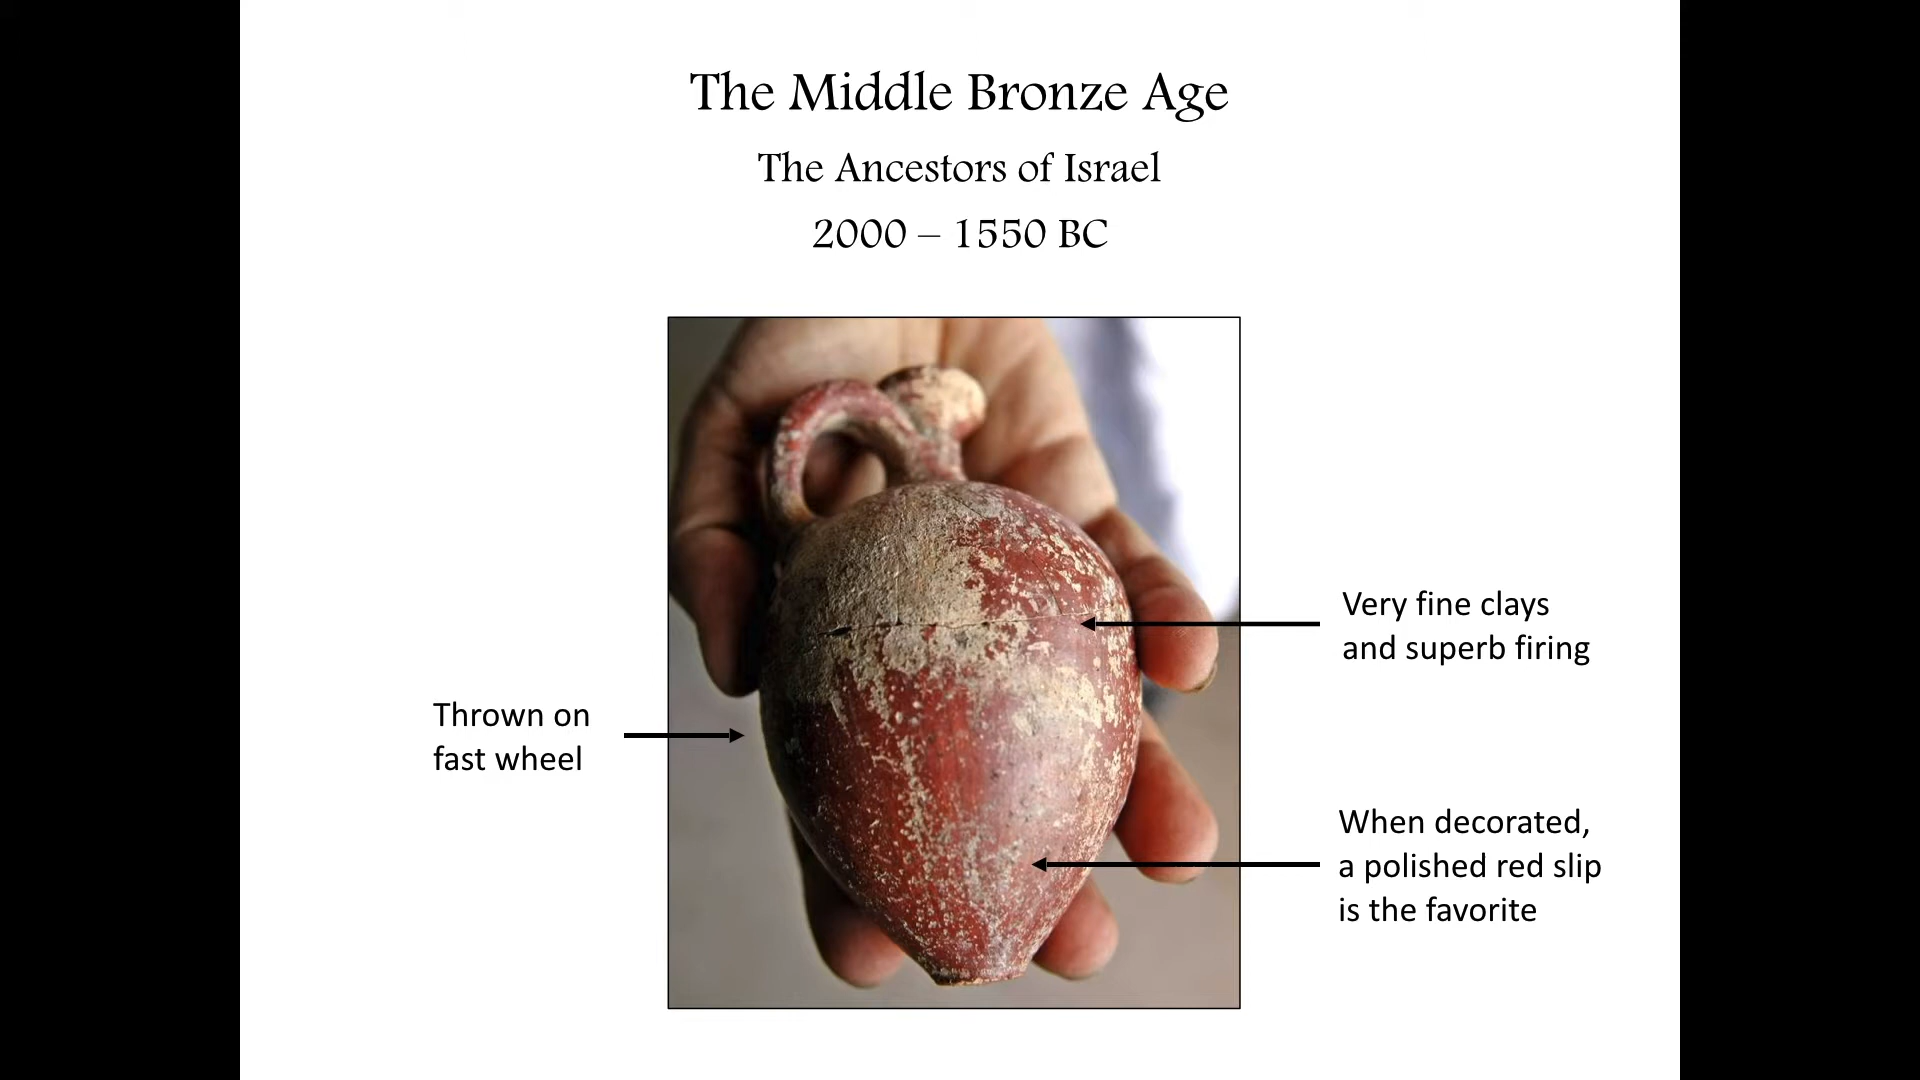 The Middle Bronze Age
The Ancestors of Israel
2000 – 1550 BC
Very fine clays
and superb firing
Thrown on
fast wheel
When decorated,
a polished red slip
is the favorite